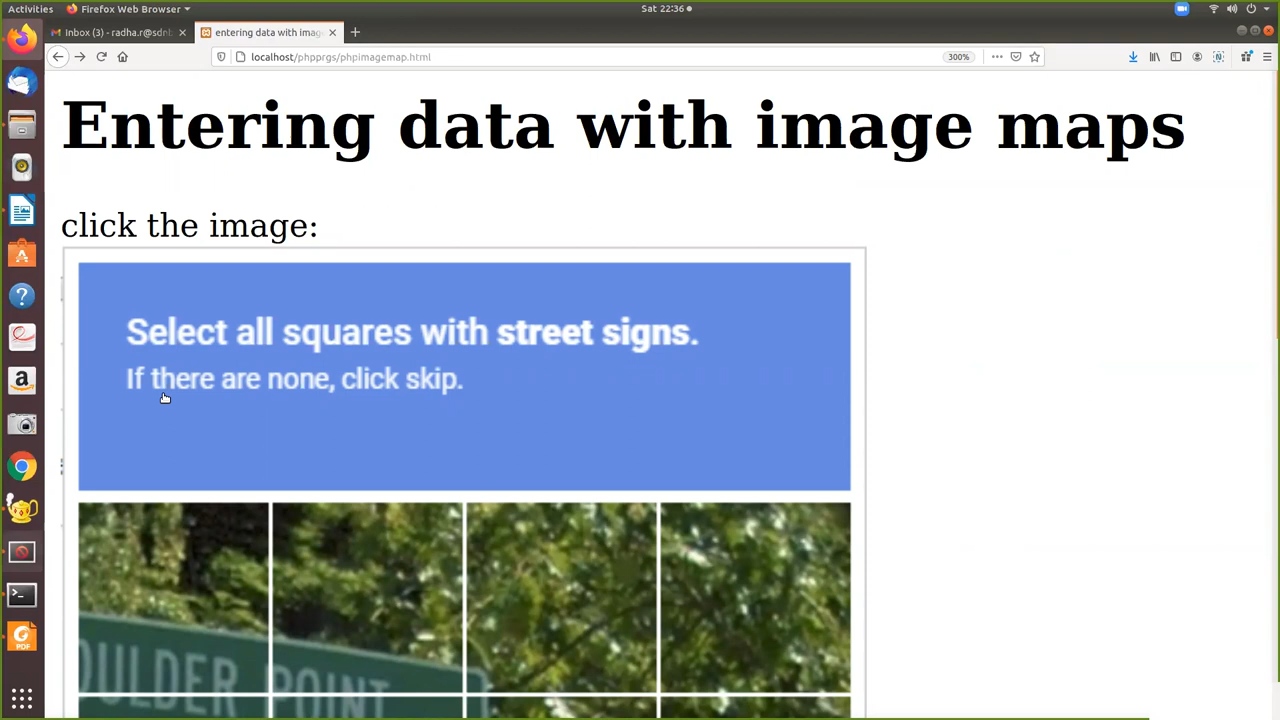 Activities
Firefox Web Browser
Sat 22:36
Inbox (3) - radha.r@sdnb
entering data with imag
localhost/phpprgs/phpimagemap.html
300%
Entering data with image maps
click the image:
Select all squares with street signs.
If there are none, click skip.
OULDER POINT